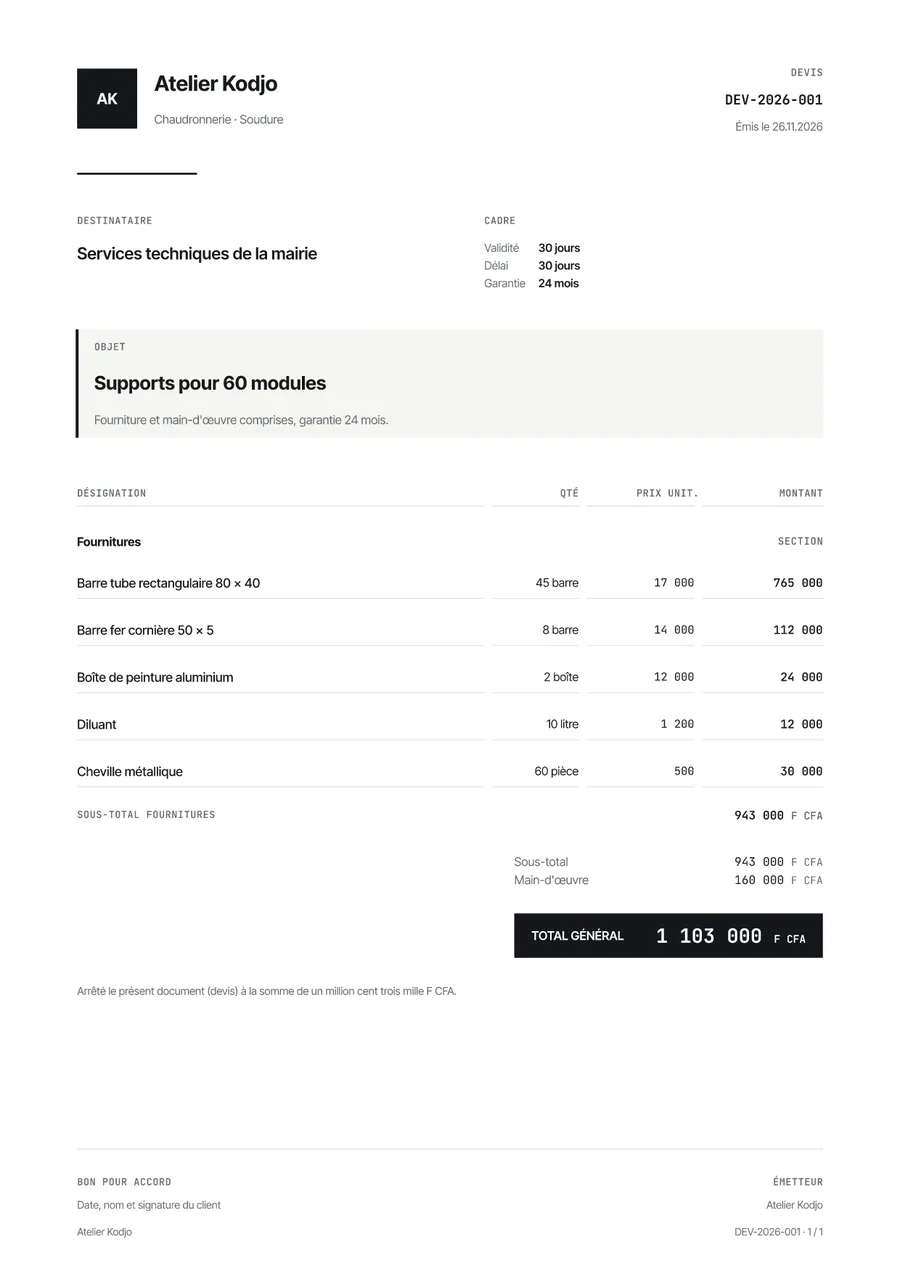 AK
Atelier Kodjo
Chaudronnerie · Soudure
DEVIS
DEV-2026-001
Émis le 26.11.2026
DESTINATAIRE
Services techniques de la mairie
CADRE
Validité 30 jours
Délai 30 jours
Garantie 24 mois
OBJET
Supports pour 60 modules
Fourniture et main-d'œuvre comprises, garantie 24 mois.
DÉSIGNATION QTÉ PRIX UNIT. MONTANT
Fournitures SECTION
Barre tube rectangulaire 80 × 40 45 barre 17 000 765 000
Barre fer cornière 50 × 5 8 barre 14 000 112 000
Boîte de peinture aluminium 2 boîte 12 000 24 000
Diluant 10 litre 1 200 12 000
Cheville métallique 60 pièce 500 30 000
SOUS-TOTAL FOURNITURES 943 000 F CFA
Sous-total 943 000 F CFA
Main-d'œuvre 160 000 F CFA
TOTAL GÉNÉRAL 1 103 000 F CFA
Arrêté le présent document (devis) à la somme de un million cent trois mille F CFA.
BON POUR ACCORD ÉMETTEUR
Date, nom et signature du client Atelier Kodjo
Atelier Kodjo DEV-2026-001 · 1 / 1